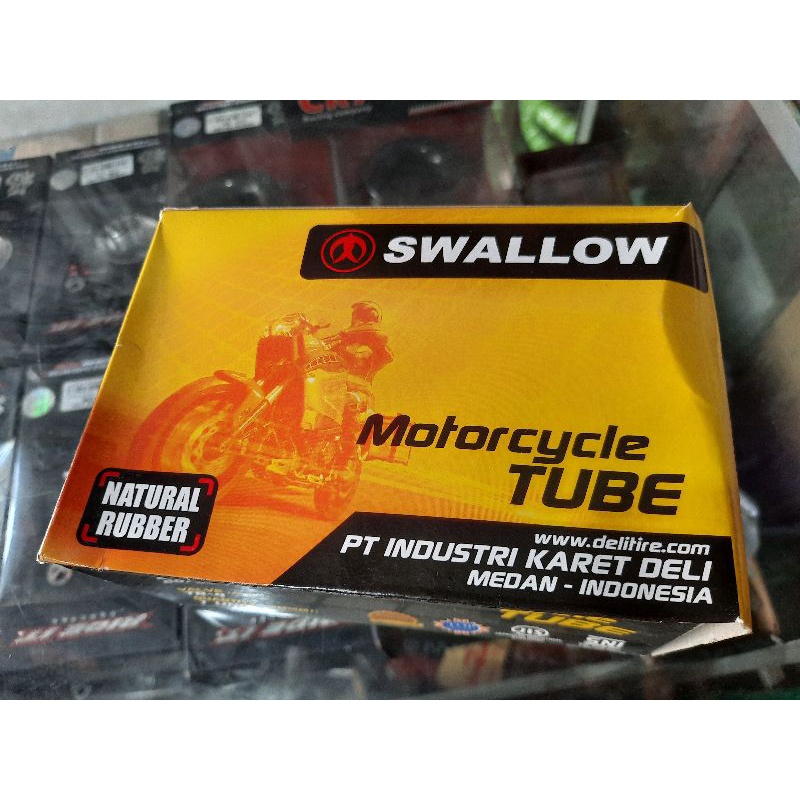 SWALLOW
Motorcycle
TUBE
NATURAL
RUBBER
www.delitire.com
PT INDUSTRI KARET DELI
MEDAN - INDONESIA
TUBE
SNI